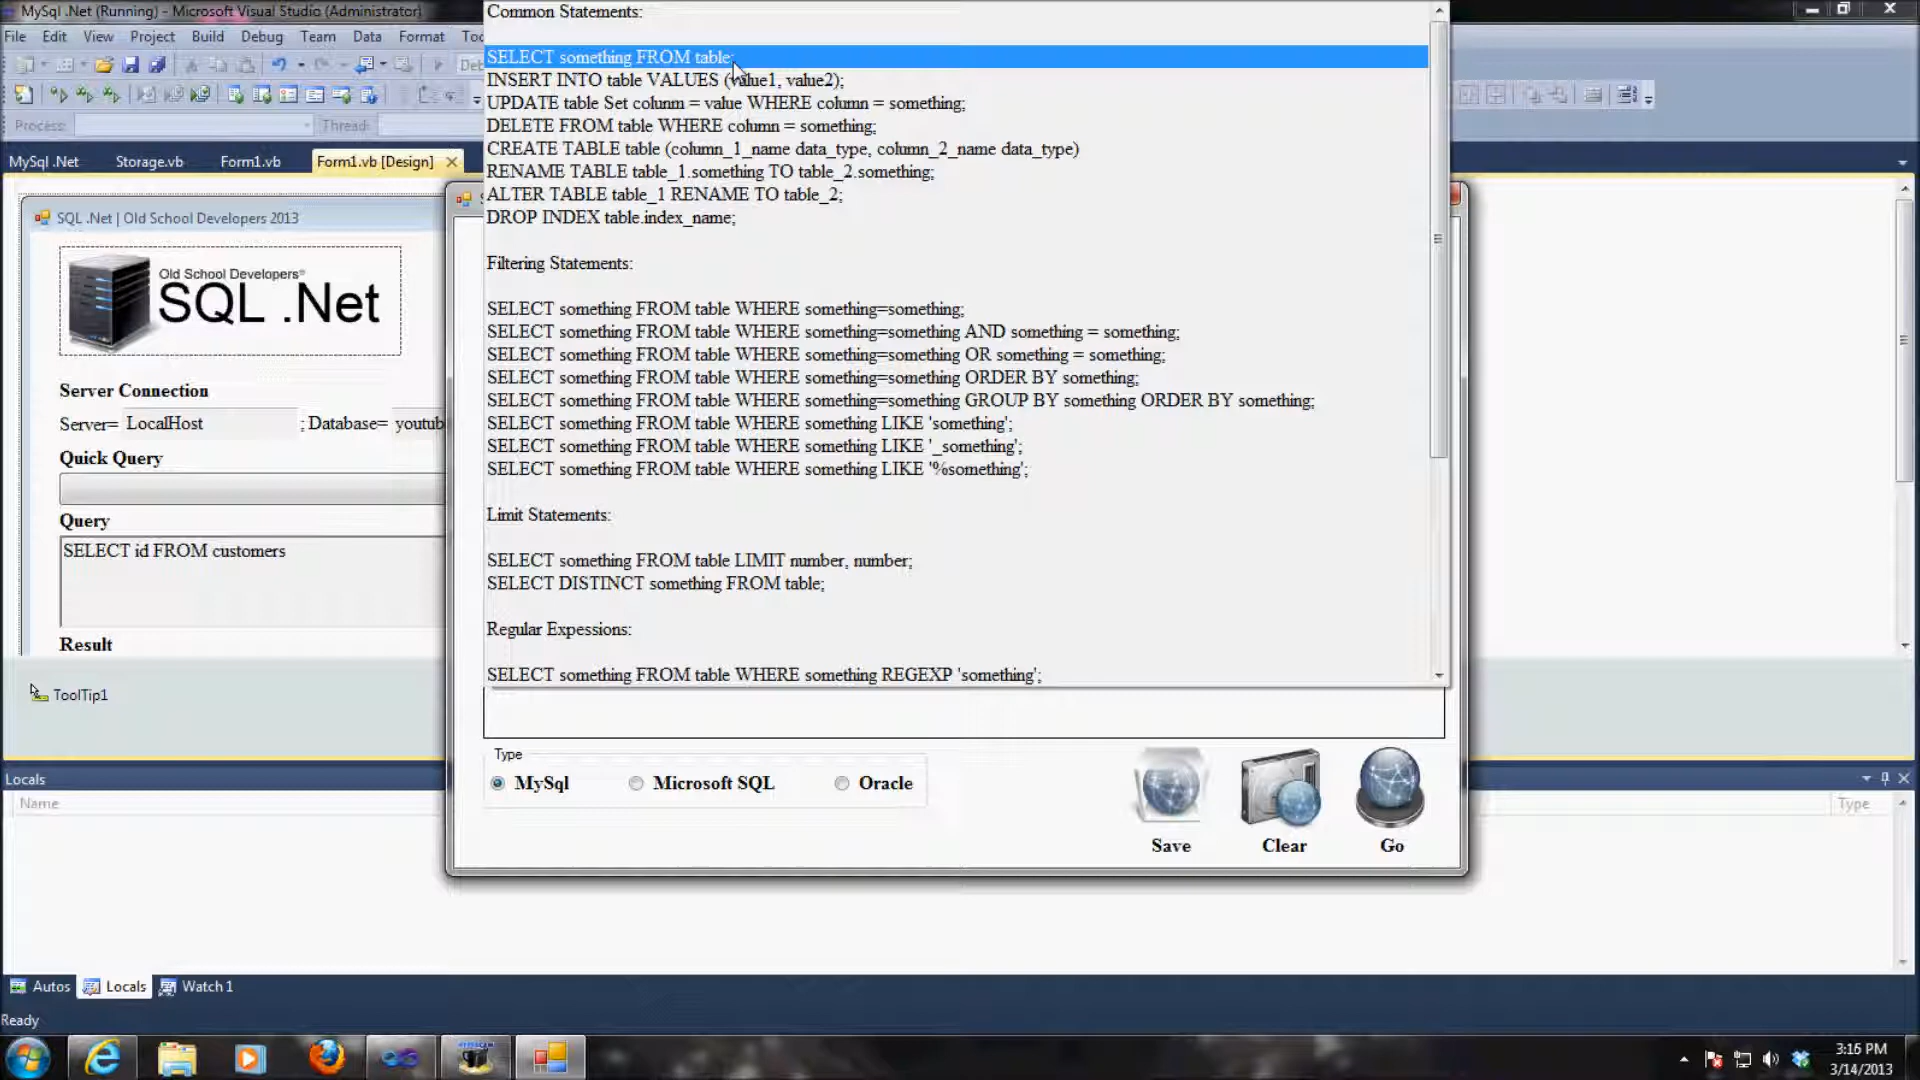 MySql .Net (Running) - Microsoft Visual Studio (Administrator)
File Edit View Project Build Debug Team Data Format
Process: Thread:
MySql .Net Storage.vb Form1.vb Form1.vb [Design]
SQL .Net | Old School Developers 2013
Old School Developers®
SQL .Net
Server Connection
Server= LocalHost ; Database=
Quick Query
Query
SELECT id FROM customers
Result
ToolTip1
Common Statements:
SELECT something FROM table;
INSERT INTO table VALUES (value1, value2);
UPDATE table Set colunm = value WHERE column = something;
DELETE FROM table WHERE column = something;
CREATE TABLE table (column_1_name data_type, column_2_name data_type)
RENAME TABLE table_1.something TO table_2.something;
ALTER TABLE table_1 RENAME TO table_2;
DROP INDEX table.index_name;
Filtering Statements:
SELECT something FROM table WHERE something=something;
SELECT something FROM table WHERE something=something AND something = something;
SELECT something FROM table WHERE something=something OR something = something;
SELECT something FROM table WHERE something=something ORDER BY something;
SELECT something FROM table WHERE something=something GROUP BY something ORDER BY something;
SELECT something FROM table WHERE something LIKE 'something';
SELECT something FROM table WHERE something LIKE '_something';
SELECT something FROM table WHERE something LIKE '%something';
Limit Statements:
SELECT something FROM table LIMIT number, number;
SELECT DISTINCT something FROM table;
Regular Expessions:
SELECT something FROM table WHERE something REGEXP 'something';
Type
MySql Microsoft SQL Oracle
Save Clear Go
Locals
Name Type
Autos Locals Watch 1
Ready
3:15 PM
3/14/2013